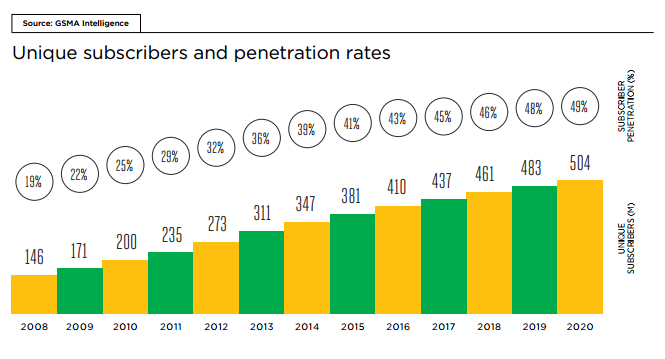 Source: GSMA Intelligence
Unique subscribers and penetration rates
19% 22% 25% 29% 32% 36% 39% 41% 43% 45% 46% 48% 49%
SUBSCRIBER
PENETRATION (%)
146 171 200 235 273 311 347 381 410 437 461 483 504
UNIQUE
SUBSCRIBERS (M)
2008 2009 2010 2011 2012 2013 2014 2015 2016 2017 2018 2019 2020